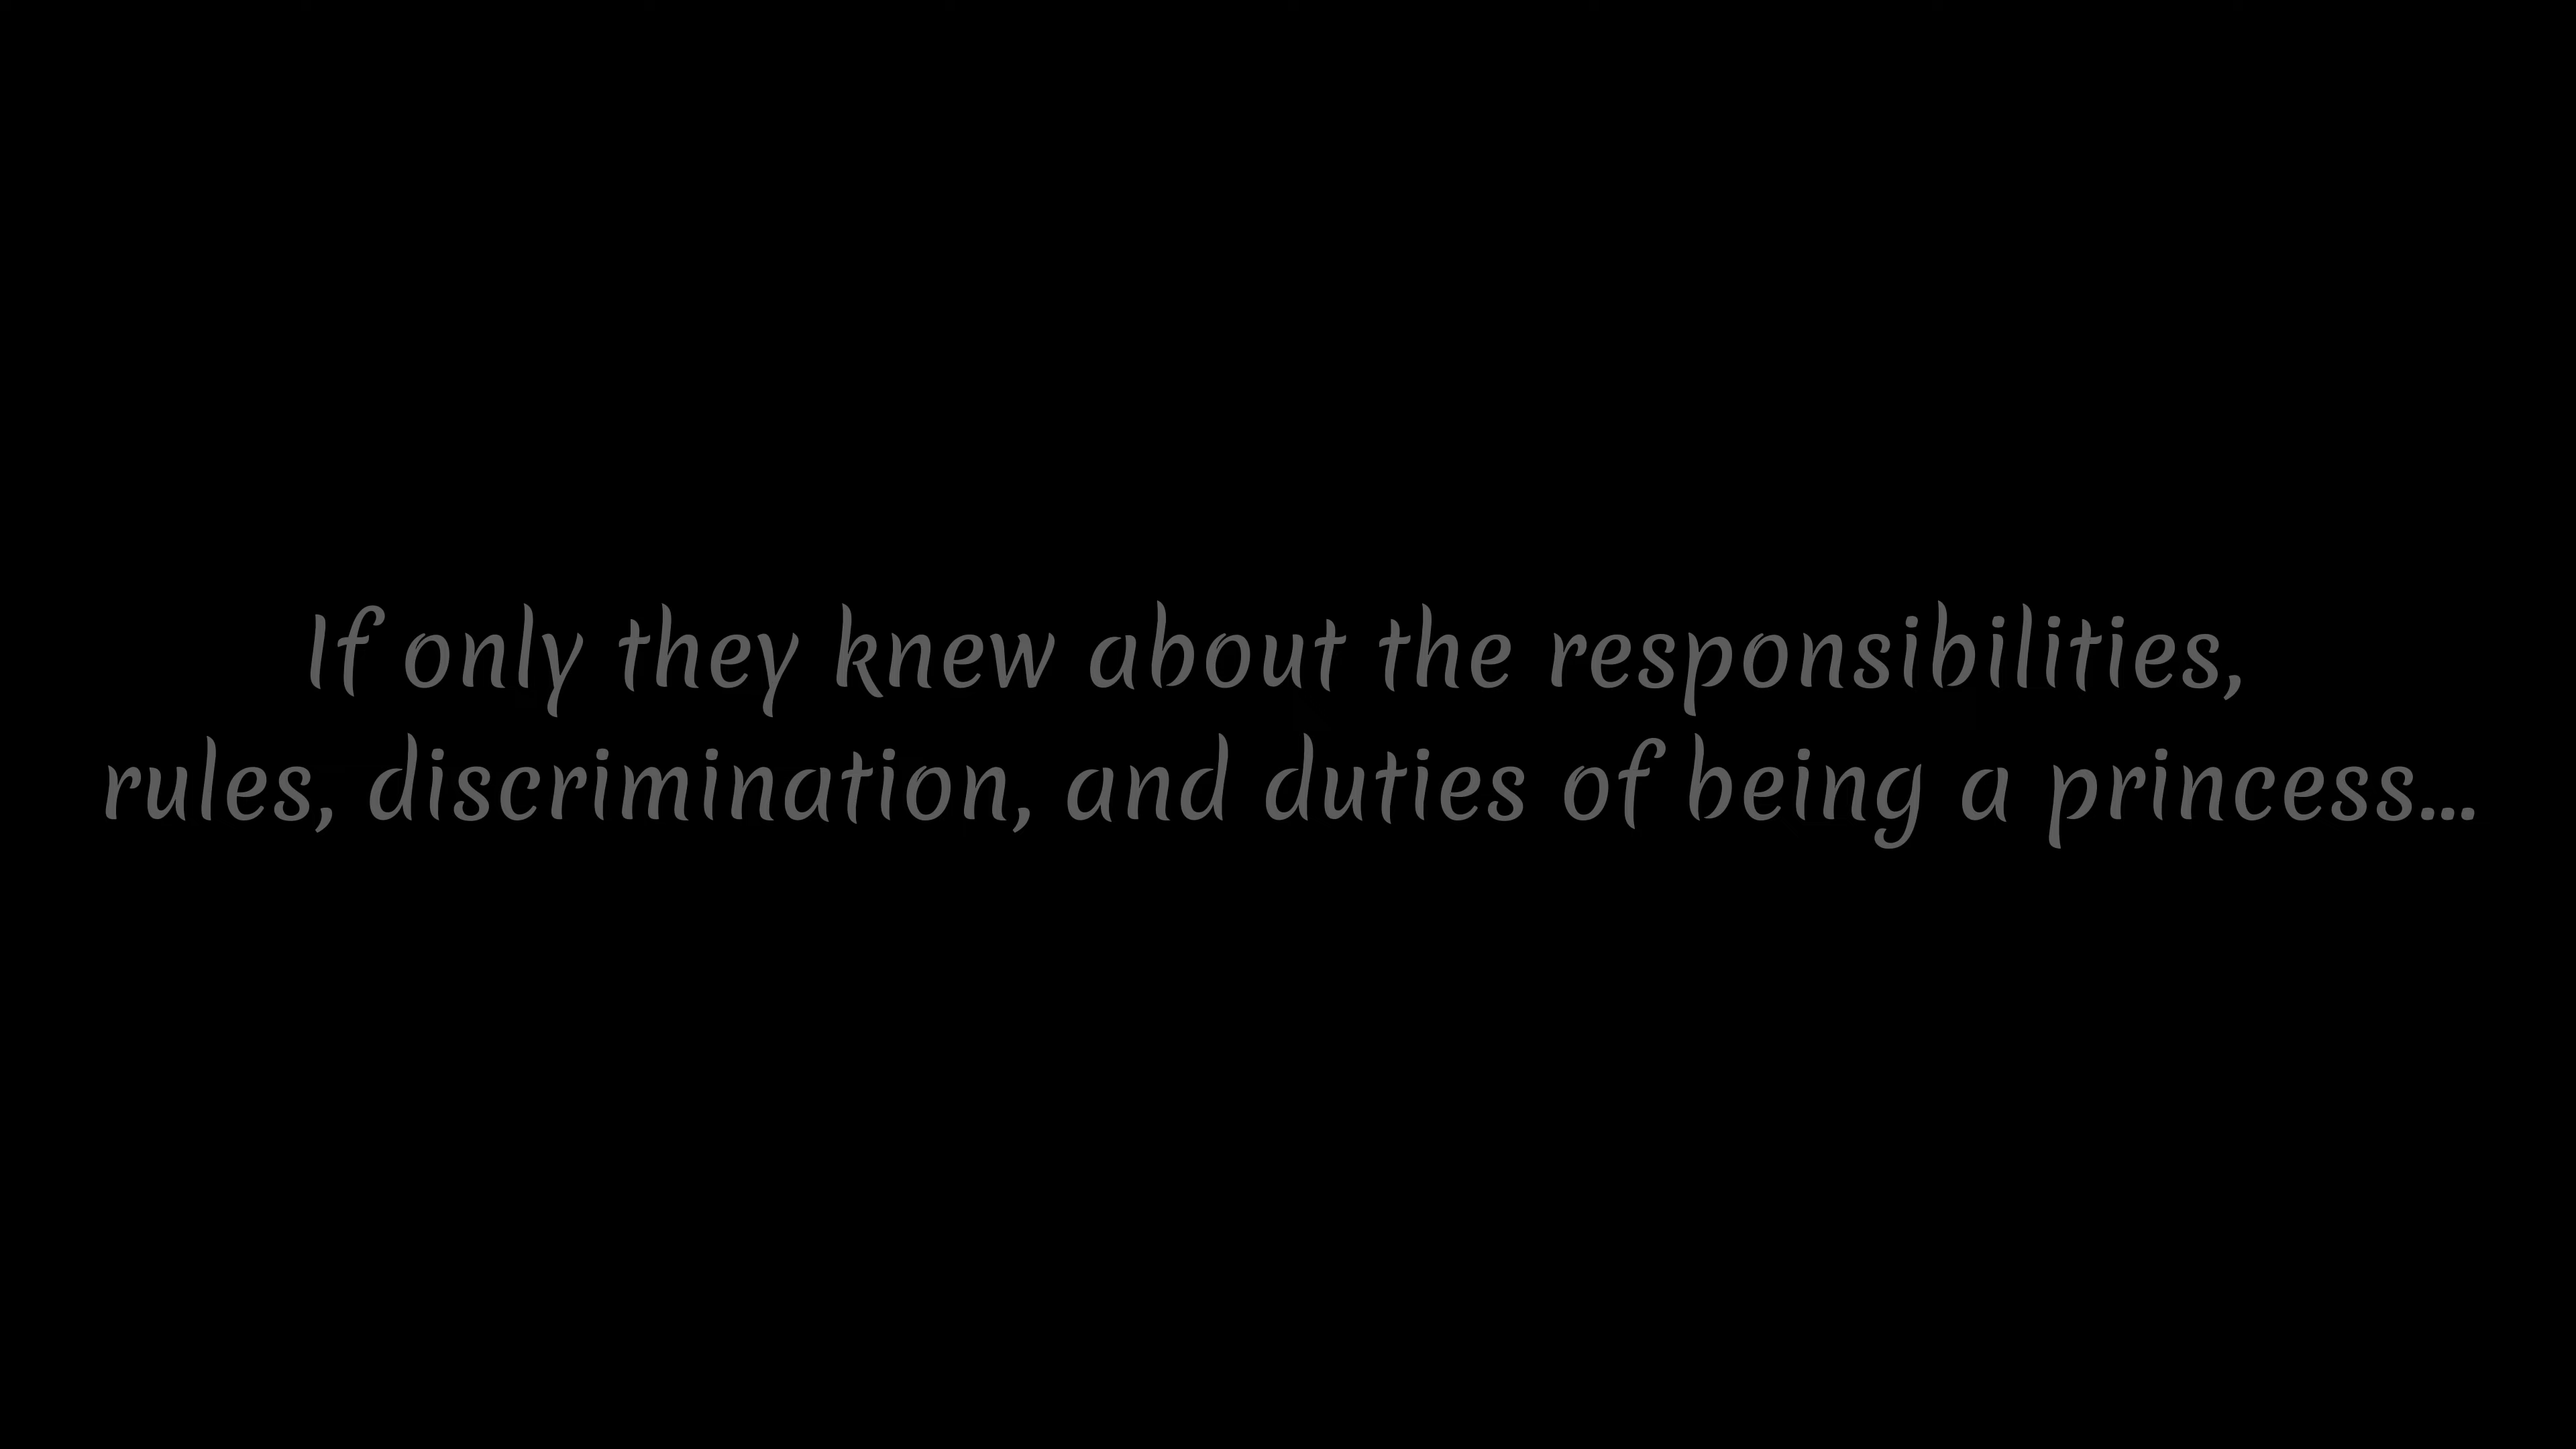 If only they knew about the responsibilities,
rules, discrimination, and duties of being a princess...